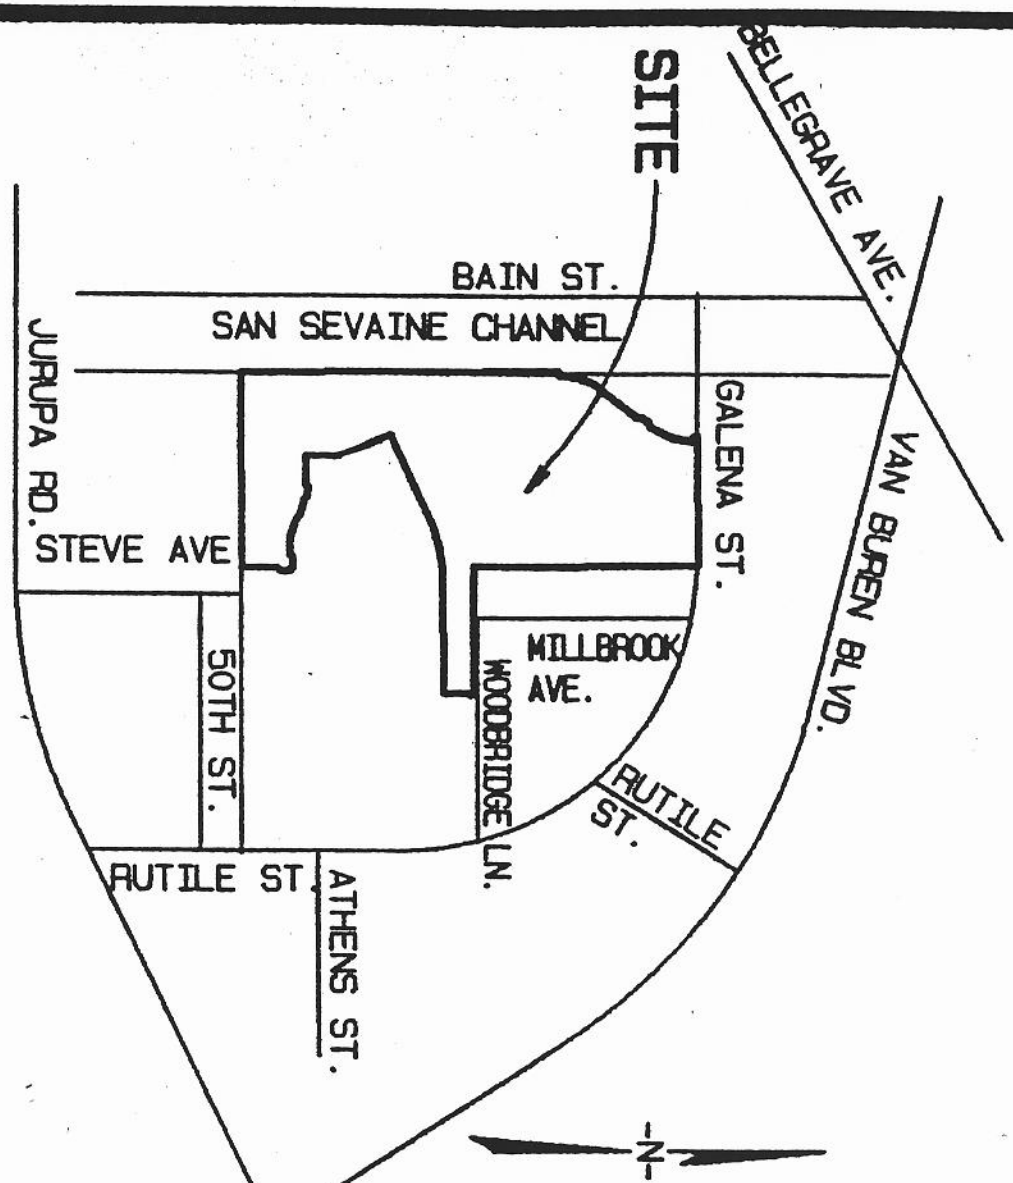 BELLEGRAVE AVE.
SITE
BAIN ST.
SAN SEVAINE CHANNEL
JURUPA RD.
GALENA ST.
VAN BUREN BLVD.
STEVE AVE
50TH ST.
MILLBROOK
AVE.
WOODBRIDGE LN.
RUTILE
ST.
RUTILE ST.
ATHENS ST.
N